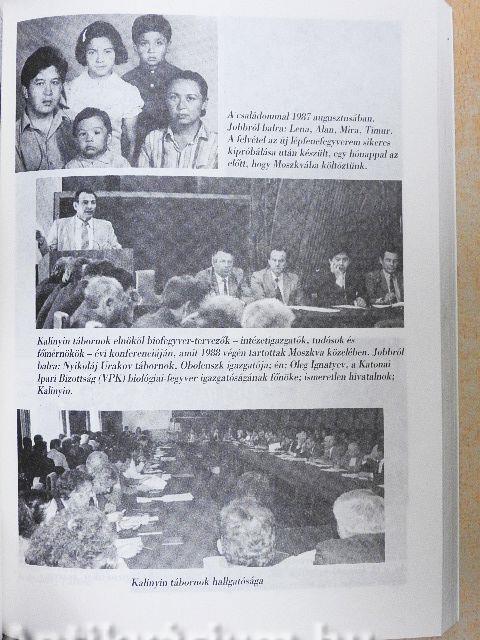 A családommal 1987 augusztusában.
Jobbról balra: Lena, Alan, Mira, Timur.
A felvétel az új lépfenefegyverem sikeres
kipróbálása után készült, egy hónappal az
előtt, hogy Moszkvába költöztünk.
Kalinyin tábornok elnököl biofegyver-tervezők – intézetigazgatók, tudósok és
főmérnökök – évi konferenciáján, amit 1988 végén tartottak Moszkva közelében. Jobbról
balra: Nyikoláj Urakov tábornok, Obolenszk igazgatója; én; Oleg Ignatyev, a Katonai
Ipari Bizottság (VPK) biológiai-fegyver igazgatóságának főnöke; ismeretlen hivatalnok;
Kalinyin.
Kalinyin tábornok hallgatósága